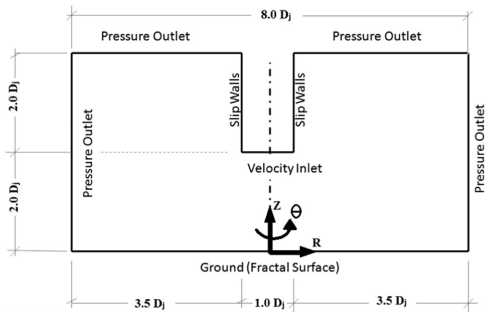 8.0 Dj
Pressure Outlet
Pressure Outlet
2.0 Dj
Slip Walls
Slip Walls
Pressure Outlet
Pressure Outlet
Velocity Inlet
2.0 Dj
Z
Θ
R
Ground (Fractal Surface)
3.5 Dj
1.0 Dj
3.5 Dj